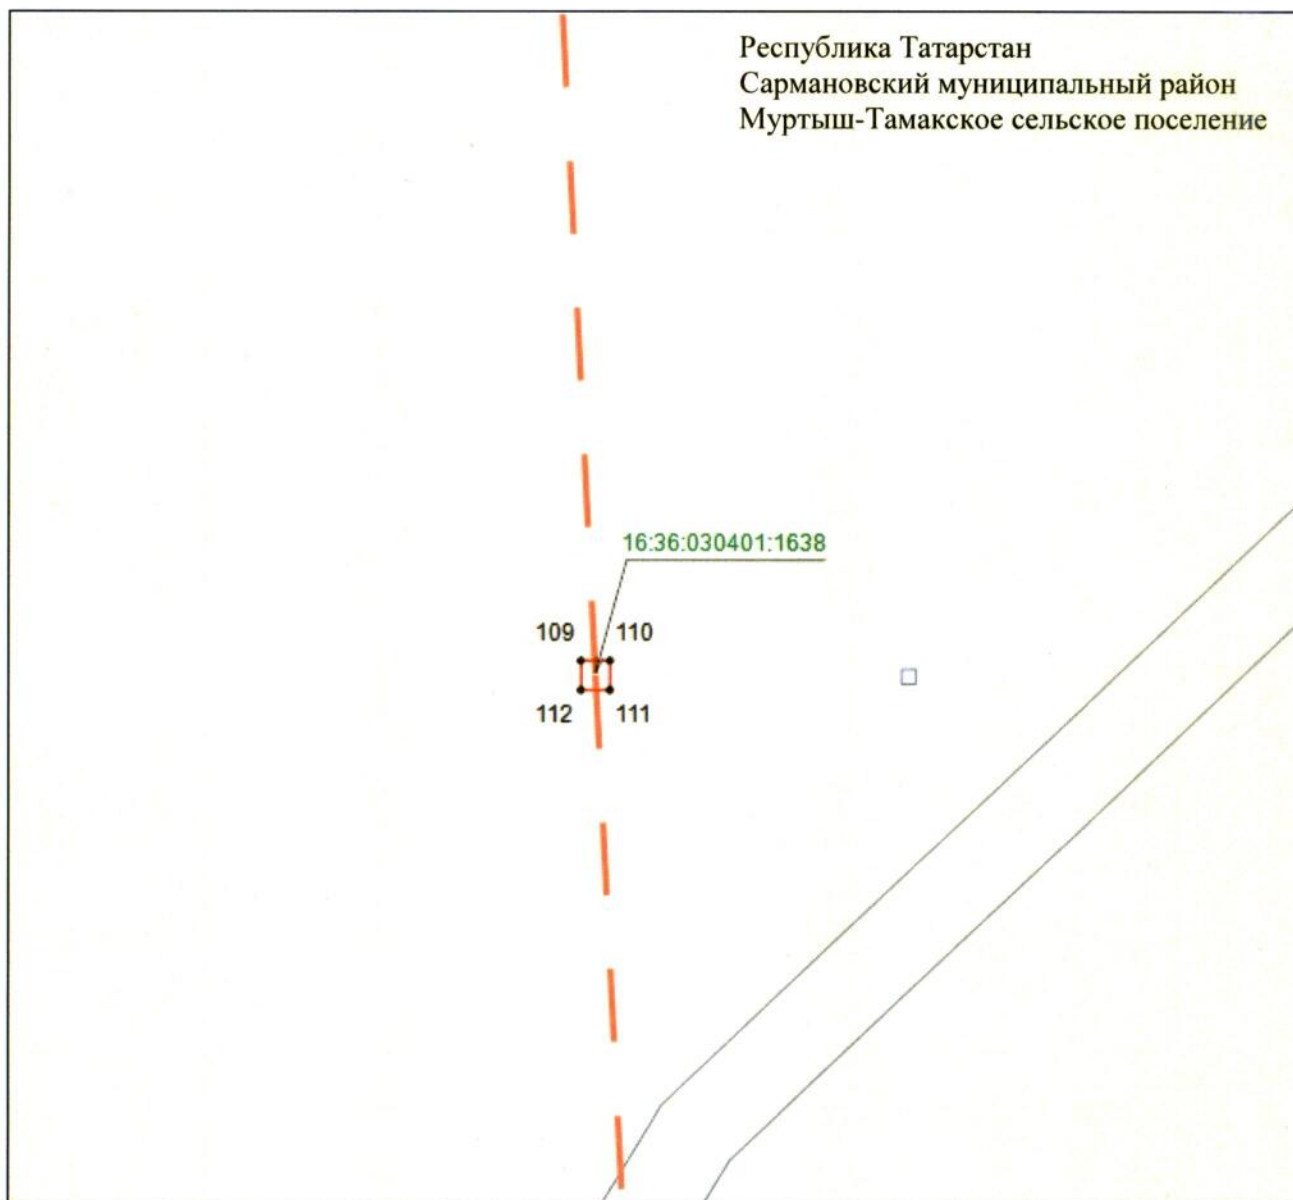 Республика Татарстан
Сармановский муниципальный район
Муртыш-Тамакское сельское поселение
16:36:030401:1638
109 110
112 111